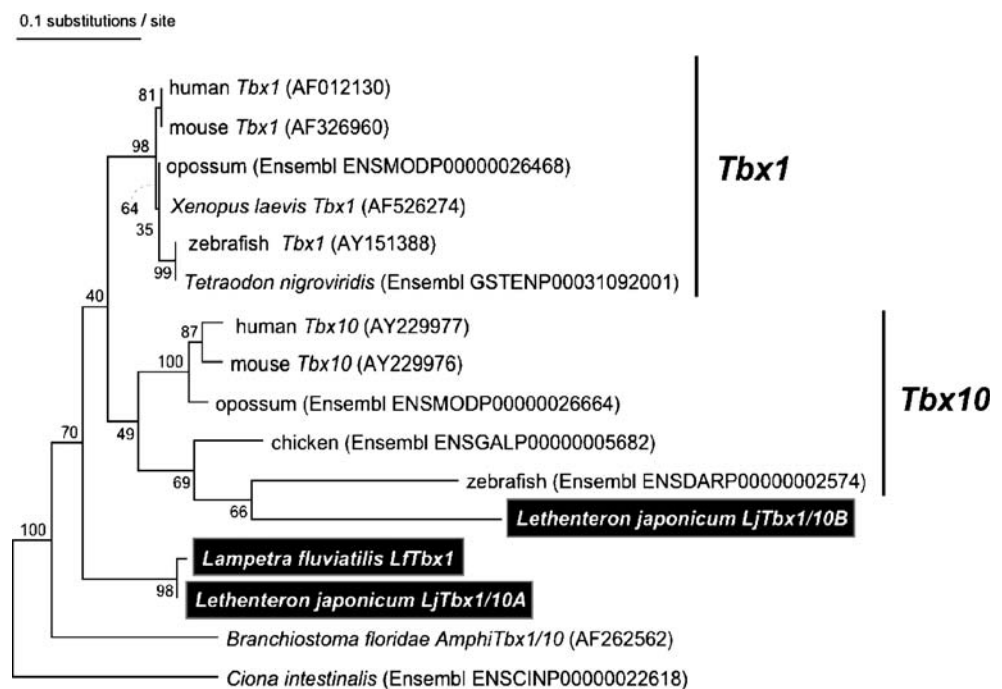 0.1 substitutions / site
81
human Tbx1 (AF012130)
mouse Tbx1 (AF326960)
98
opossum (Ensembl ENSMODP00000026468)
Tbx1
64
Xenopus laevis Tbx1 (AF526274)
35
zebrafish Tbx1 (AY151388)
99
Tetraodon nigroviridis (Ensembl GSTENP00031092001)
40
human Tbx10 (AY229977)
87
100
mouse Tbx10 (AY229976)
opossum (Ensembl ENSMODP00000026664)
Tbx10
49
70
chicken (Ensembl ENSGALP00000005682)
69
zebrafish (Ensembl ENSDARP00000002574)
66
Lethenteron japonicum LjTbx1/10B
100
Lampetra fluviatilis LfTbx1
98
Lethenteron japonicum LjTbx1/10A
Branchiostoma floridae AmphiTbx1/10 (AF262562)
Ciona intestinalis (Ensembl ENSCINP00000022618)